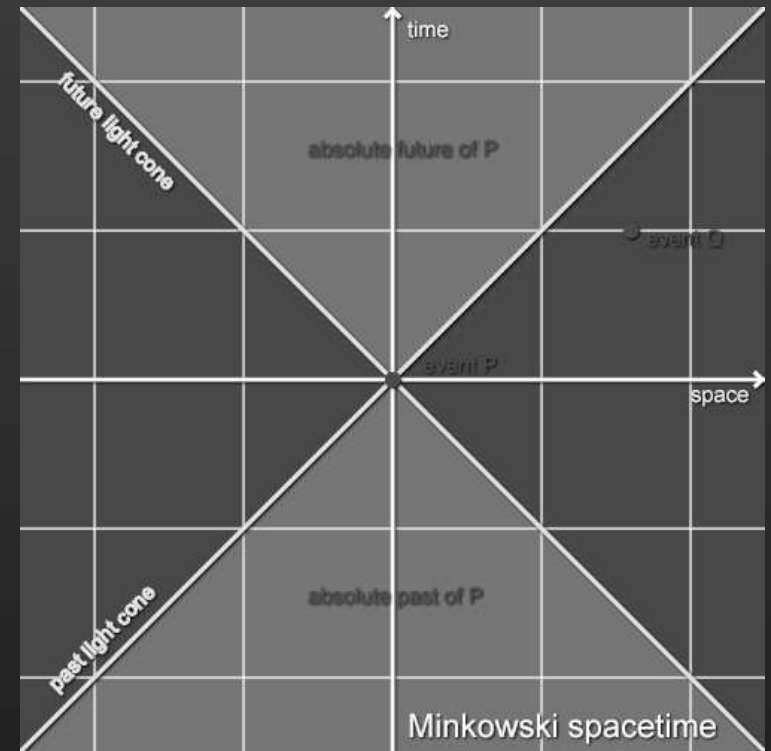 time
future light cone
absolute future of P
event Q
event P
space
absolute past of P
past light cone
Minkowski spacetime